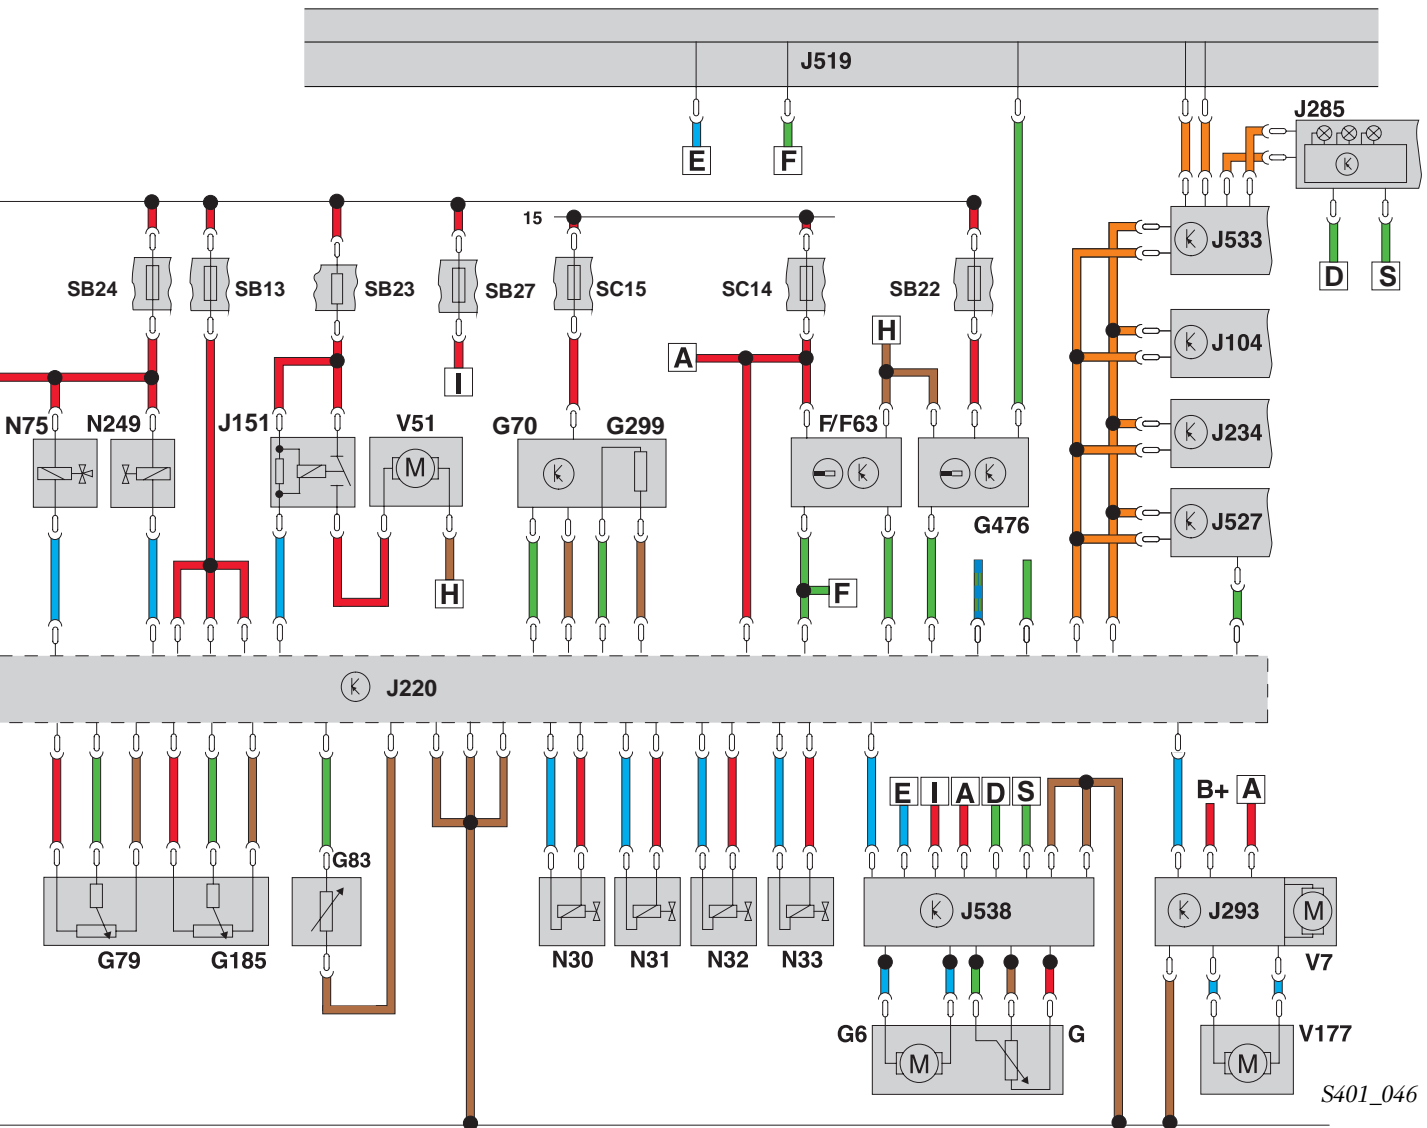 J519
J285
E
F
15
J533
D
S
SB24
SB13
SB23
SB27
SC15
SC14
SB22
H
J104
A
I
N75
N249
J151
V51
G70
G299
F/F63
J234
M
G476
J527
H
F
J220
E
I
A
D
S
B+
A
G83
J538
J293
M
G79
G185
N30
N31
N32
N33
V7
G6
M
G
M
V177
S401_046